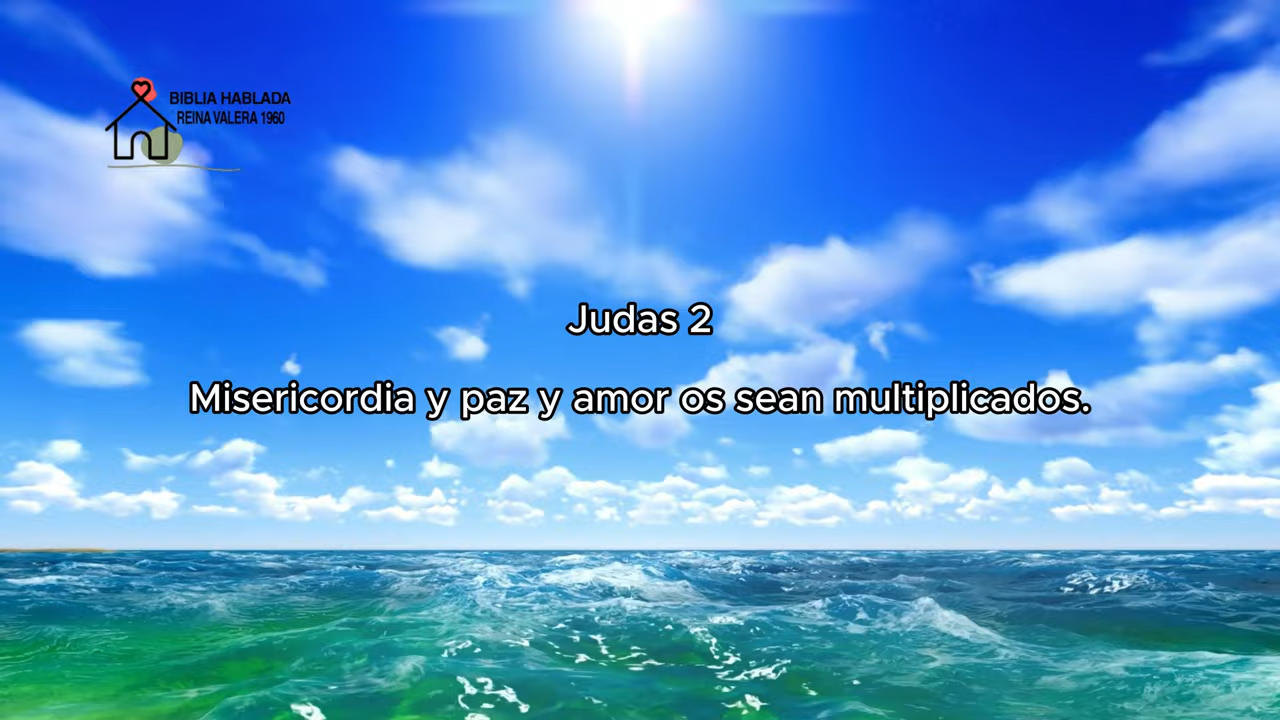 BIBLIA HABLADA
REINA VALERA 1960
Judas 2
Misericordia y paz y amor os sean multiplicados.